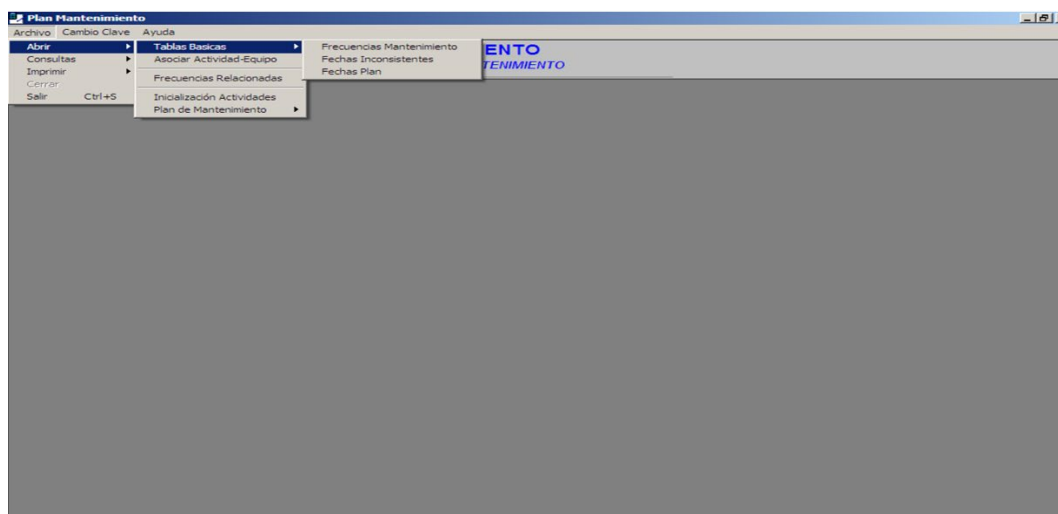 Plan Mantenimiento
Archivo Cambio Clave Ayuda
Abrir
Consultas
Imprimir
Cerrar
Salir Ctrl+S
Tablas Basicas
Asociar Actividad-Equipo
Frecuencias Relacionadas
Inicialización Actividades
Plan de Mantenimiento
Frecuencias Mantenimiento
Fechas Inconsistentes
Fechas Plan
ENTO
TENIMIENTO